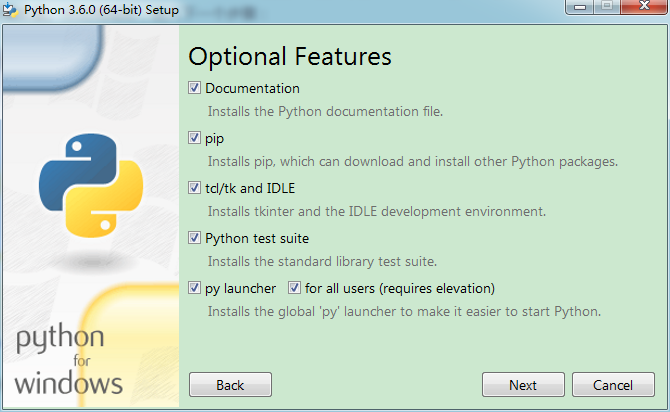 Python 3.6.0 (64-bit) Setup
Optional Features
Documentation
Installs the Python documentation file.
pip
Installs pip, which can download and install other Python packages.
tcl/tk and IDLE
Installs tkinter and the IDLE development environment.
Python test suite
Installs the standard library test suite.
py launcher for all users (requires elevation)
Installs the global 'py' launcher to make it easier to start Python.
python
for
windows
Back Next Cancel